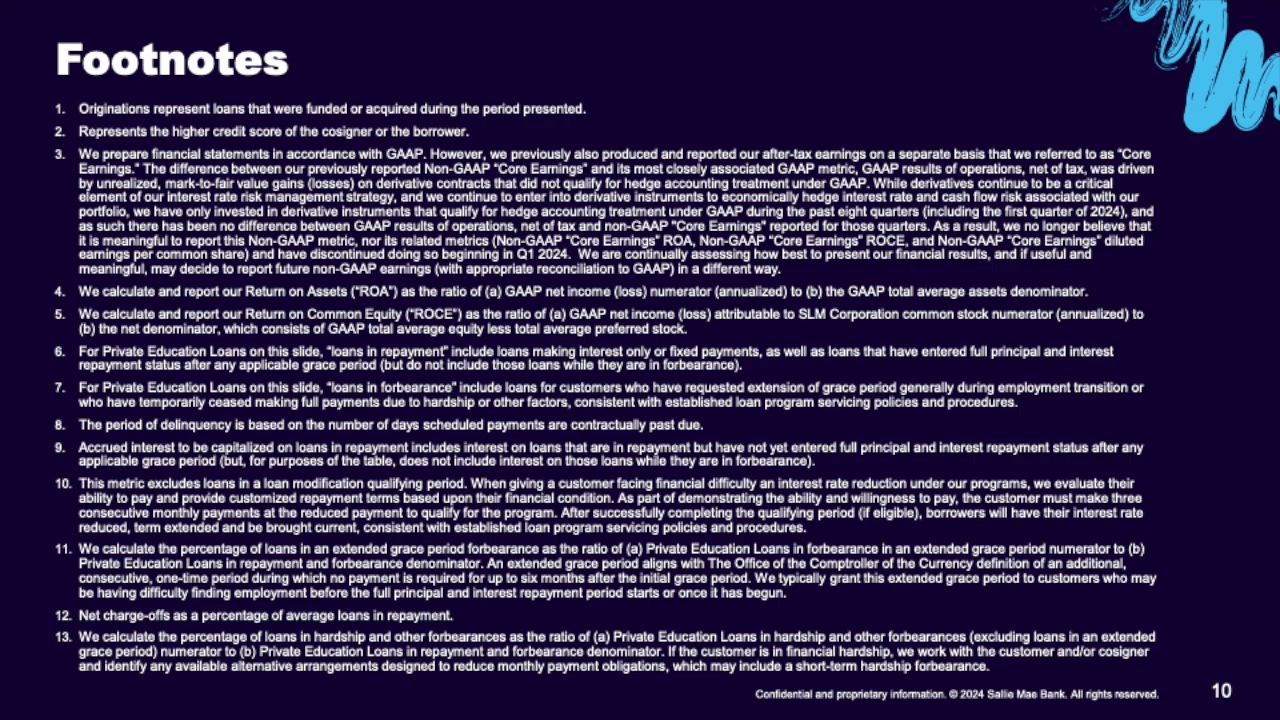 Footnotes
1. Originations represent loans that were funded or acquired during the period presented.
2. Represents the higher credit score of the cosigner or the borrower.
3. We prepare financial statements in accordance with GAAP. However, we previously also produced and reported our after-tax earnings on a separate basis that we referred to as “Core
Earnings.” The difference between our previously reported Non-GAAP “Core Earnings” and its most closely associated GAAP metric, GAAP results of operations, net of tax, was driven
by unrealized, mark-to-fair value gains (losses) on derivative contracts that did not qualify for hedge accounting treatment under GAAP. While derivatives continue to be a critical
element of our interest rate risk management strategy, and we continue to enter into derivative instruments to economically hedge interest rate and cash flow risk associated with our
portfolio, we have only invested in derivative instruments that qualify for hedge accounting treatment under GAAP during the past eight quarters (including the first quarter of 2024), and
as such there has been no difference between GAAP results of operations, net of tax and non-GAAP "Core Earnings" reported for those quarters. As a result, we no longer believe that
it is meaningful to report this Non-GAAP metric, nor its related metrics (Non-GAAP “Core Earnings” ROA, Non-GAAP “Core Earnings” ROCE, and Non-GAAP “Core Earnings” diluted
earnings per common share) and have discontinued doing so beginning in Q1 2024. We are continually assessing how best to present our financial results, and if useful and
meaningful, may decide to report future non-GAAP earnings (with appropriate reconciliation to GAAP) in a different way.
4. We calculate and report our Return on Assets (“ROA”) as the ratio of (a) GAAP net income (loss) numerator (annualized) to (b) the GAAP total average assets denominator.
5. We calculate and report our Return on Common Equity (“ROCE”) as the ratio of (a) GAAP net income (loss) attributable to SLM Corporation common stock numerator (annualized) to
(b) the net denominator, which consists of GAAP total average equity less total average preferred stock.
6. For Private Education Loans on this slide, “loans in repayment” include loans making interest only or fixed payments, as well as loans that have entered full principal and interest
repayment status after any applicable grace period (but do not include those loans while they are in forbearance).
7. For Private Education Loans on this slide, “loans in forbearance” include loans for customers who have requested extension of grace period generally during employment transition or
who have temporarily ceased making full payments due to hardship or other factors, consistent with established loan program servicing policies and procedures.
8. The period of delinquency is based on the number of days scheduled payments are contractually past due.
9. Accrued interest to be capitalized on loans in repayment includes interest on loans that are in repayment but have not yet entered full principal and interest repayment status after any
applicable grace period (but, for purposes of the table, does not include interest on those loans while they are in forbearance).
10. This metric excludes loans in a loan modification qualifying period. When giving a customer facing financial difficulty an interest rate reduction under our programs, we evaluate their
ability to pay and provide customized repayment terms based upon their financial condition. As part of demonstrating the ability and willingness to pay, the customer must make three
consecutive monthly payments at the reduced payment to qualify for the program. After successfully completing the qualifying period (if eligible), borrowers will have their interest rate
reduced, term extended and be brought current, consistent with established loan program servicing policies and procedures.
11. We calculate the percentage of loans in an extended grace period forbearance as the ratio of (a) Private Education Loans in forbearance in an extended grace period numerator to (b)
Private Education Loans in repayment and forbearance denominator. An extended grace period aligns with The Office of the Comptroller of the Currency definition of an additional,
consecutive, one-time period during which no payment is required for up to six months after the initial grace period. We typically grant this extended grace period to customers who may
be having difficulty finding employment before the full principal and interest repayment period starts or once it has begun.
12. Net charge-offs as a percentage of average loans in repayment.
13. We calculate the percentage of loans in hardship and other forbearances as the ratio of (a) Private Education Loans in hardship and other forbearances (excluding loans in an extended
grace period) numerator to (b) Private Education Loans in repayment and forbearance denominator. If the customer is in financial hardship, we work with the customer and/or cosigner
and identify any available alternative arrangements designed to reduce monthly payment obligations, which may include a short-term hardship forbearance.
Confidential and proprietary information. © 2024 Sallie Mae Bank. All rights reserved.
10